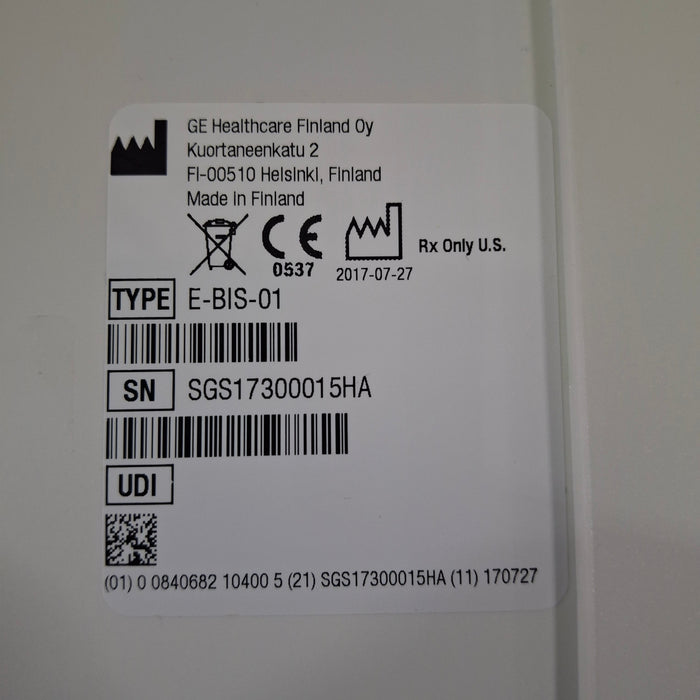 GE Healthcare Finland Oy
Kuortaneenkatu 2
FI-00510 Helsinki, Finland
Made in Finland
CE
0537
2017-07-27
Rx Only U.S.
TYPE E-BIS-01
SN SGS17300015HA
UDI
(01) 0 0840682 10400 5 (21) SGS17300015HA (11) 170727